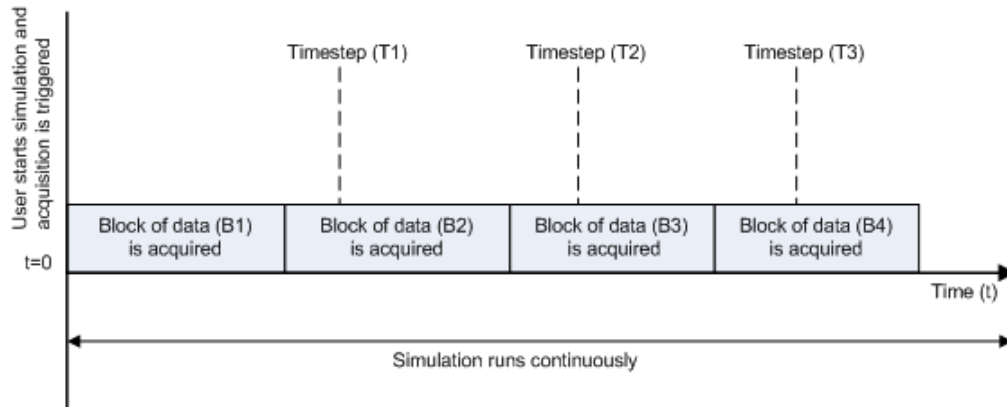 User starts simulation and
acquisition is triggered
Timestep (T1)
Timestep (T2)
Timestep (T3)
Block of data (B1)
is acquired
Block of data (B2)
is acquired
Block of data (B3)
is acquired
Block of data (B4)
is acquired
t=0
Time (t)
Simulation runs continuously